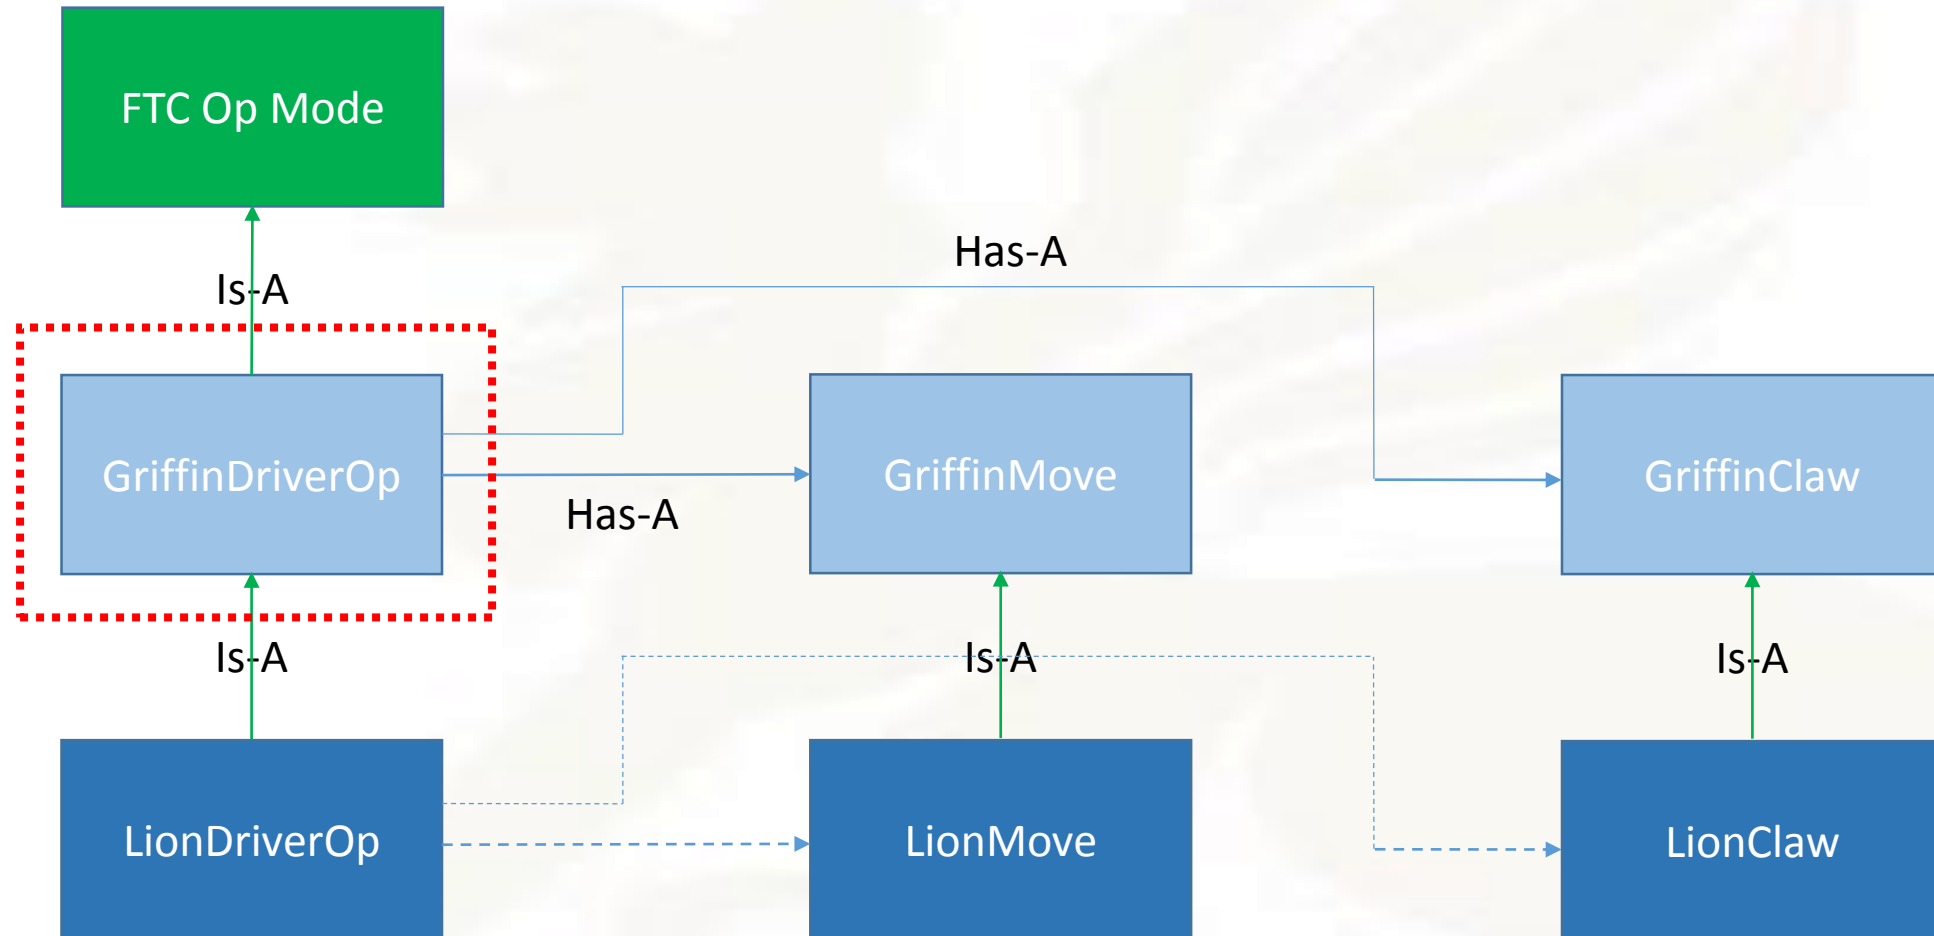 FTC Op Mode
Is-A
Has-A
GriffinDriverOp
GriffinMove
GriffinClaw
Has-A
Is-A
Is-A
Is-A
LionDriverOp
LionMove
LionClaw